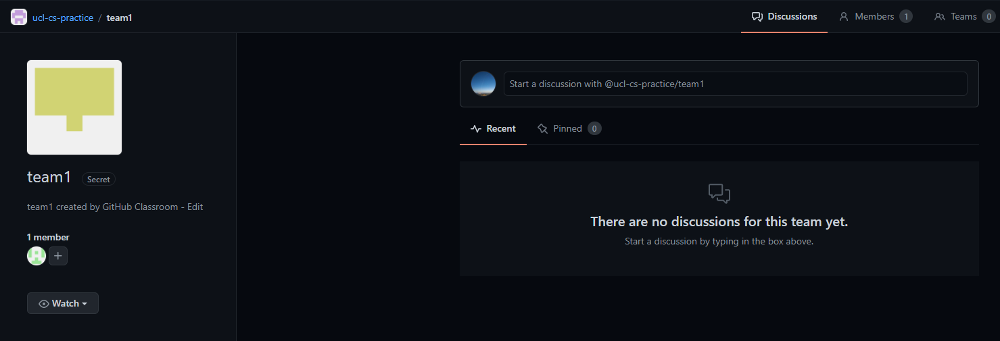 ucl-cs-practice / team1
Discussions
Members 1
Teams 0
team1 Secret
team1 created by GitHub Classroom - Edit
1 member
Watch
Start a discussion with @ucl-cs-practice/team1
Recent
Pinned 0
There are no discussions for this team yet.
Start a discussion by typing in the box above.